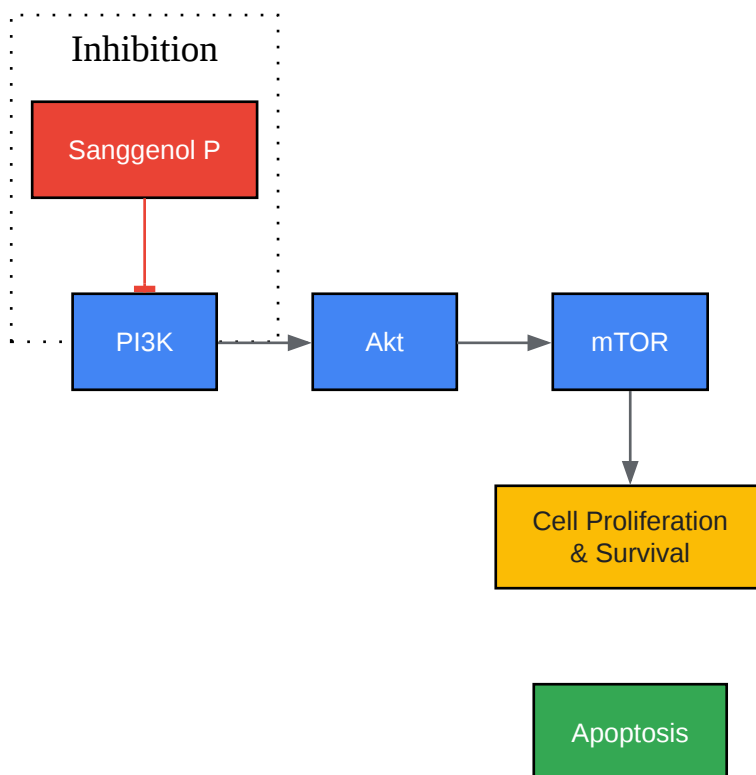 Inhibition
Sanggenol P
PI3K
Akt
mTOR
Cell Proliferation
& Survival
Apoptosis